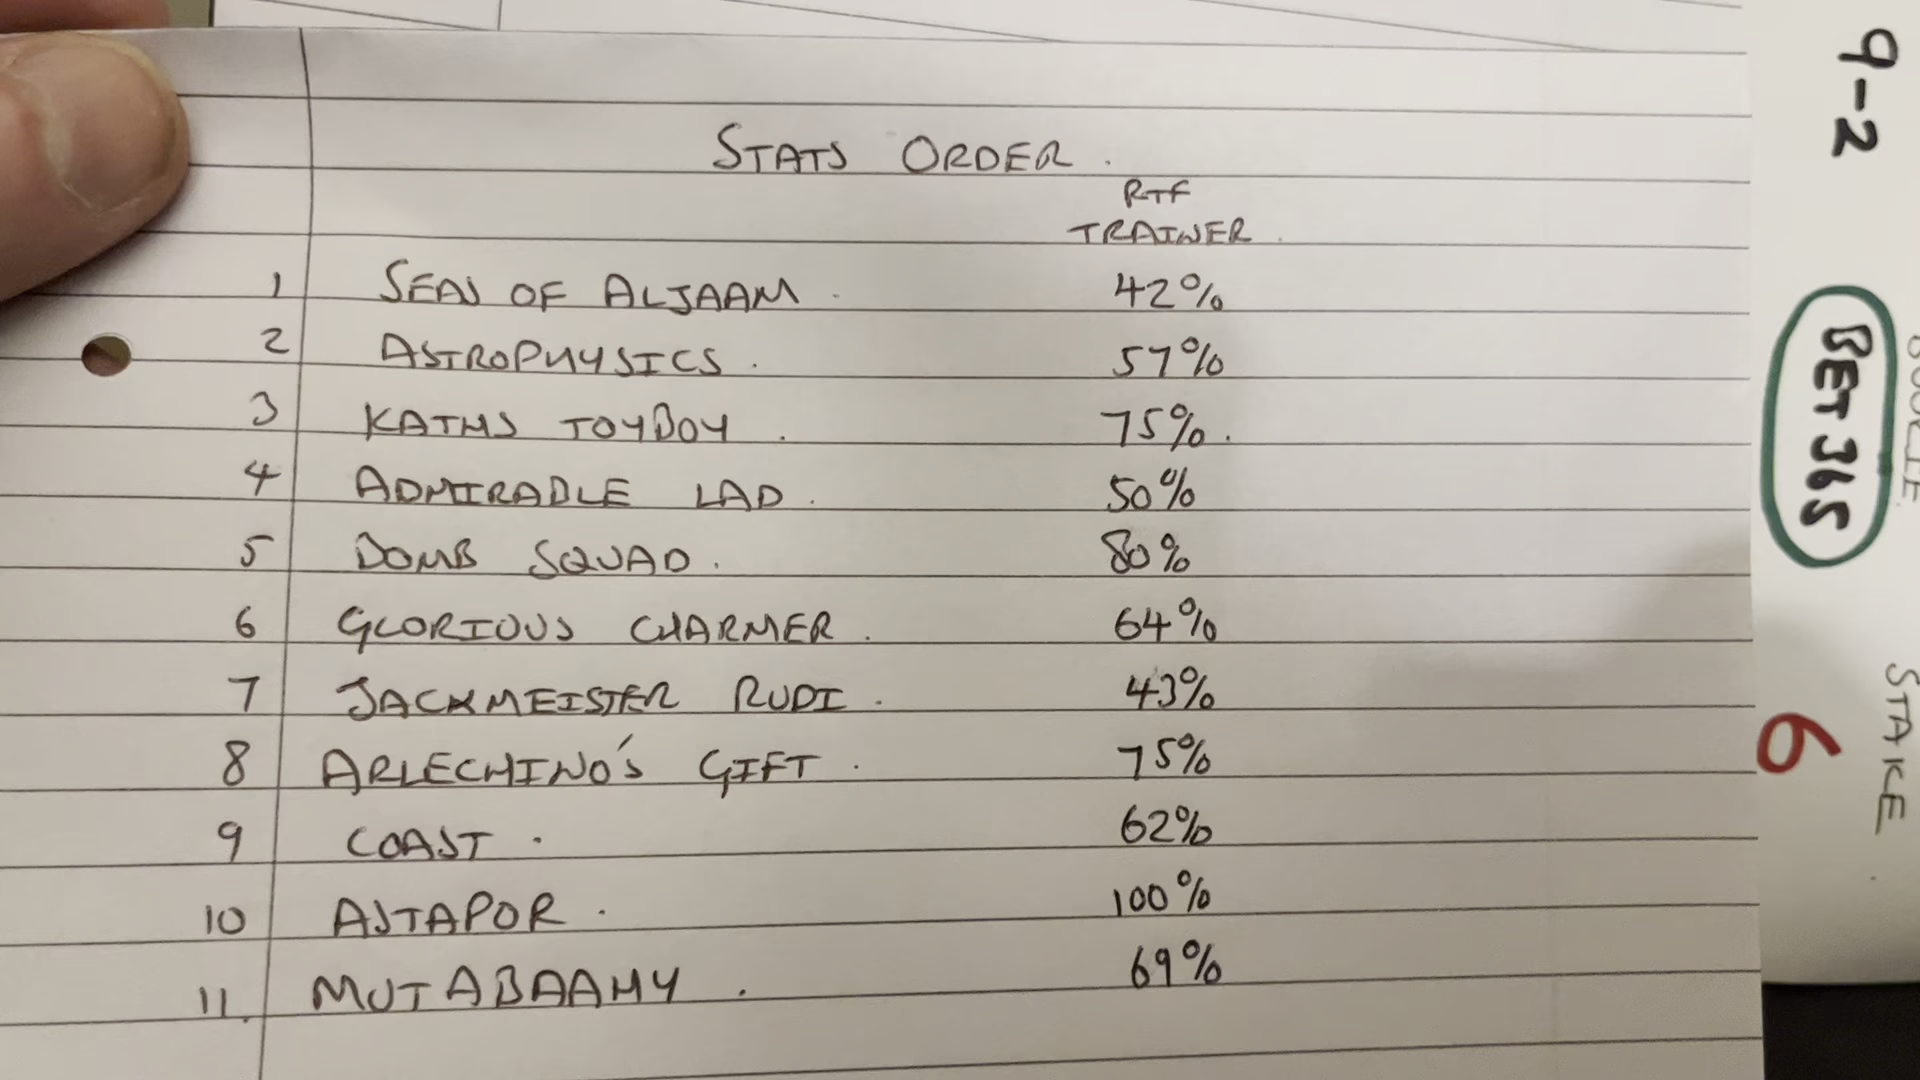 STATS ORDER.
RTF
TRAINER.
1 SEAS OF ALJAAM. 42%
2 ASTROPHYSICS. 57%
3 KATHS TOYBOY. 75%.
4 ADMIRABLE LAD. 50%
5 BOMB SQUAD. 80%
6 GLORIOUS CHARMER. 64%
7 JACKMEISTER RUDI. 43%
8 ARLECHINO'S GIFT. 75%
9 COAST. 62%
10 ASTAPOR. 100%
11. MUTABAAHY. 69%
9-2
BET 365
BOOKIE
STAKE
6